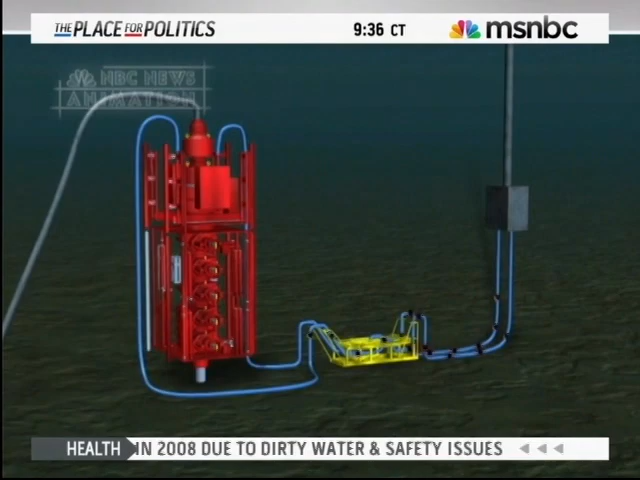 THE PLACE FOR POLITICS
9:36 CT
msnbc
NBC NEWS
ANIMATION
HEALTH
IN 2008 DUE TO DIRTY WATER & SAFETY ISSUES